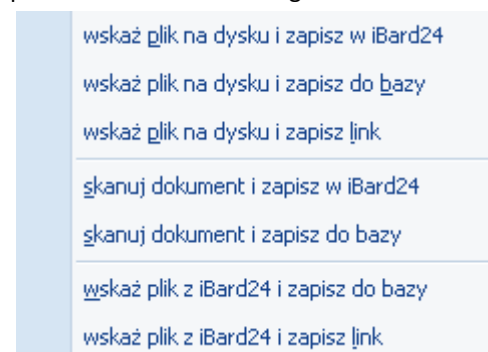 wskaż plik na dysku i zapisz w iBard24
wskaż plik na dysku i zapisz do bazy
wskaż plik na dysku i zapisz link
skanuj dokument i zapisz w iBard24
skanuj dokument i zapisz do bazy
wskaż plik z iBard24 i zapisz do bazy
wskaż plik z iBard24 i zapisz link